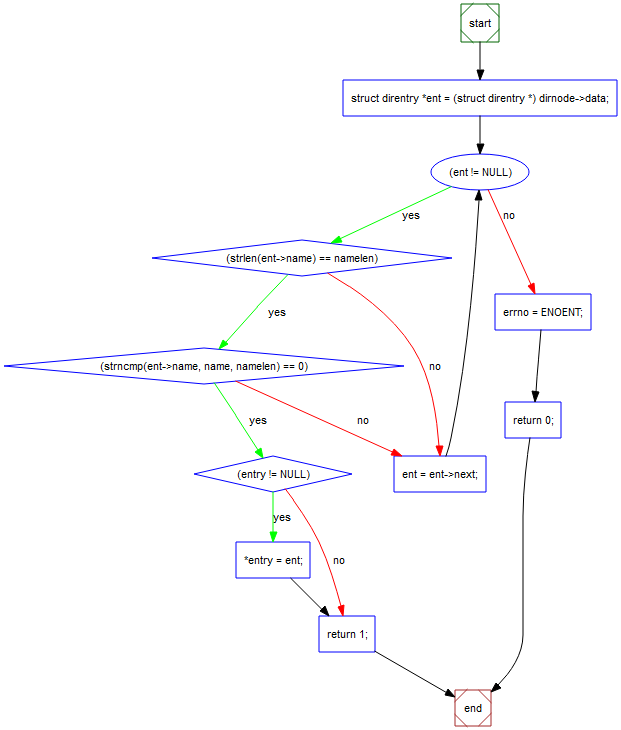 start
struct direntry *ent = (struct direntry *) dirnode->data;
(ent != NULL)
yes
no
(strlen(ent->name) == namelen)
errno = ENOENT;
yes
(strncmp(ent->name, name, namelen) == 0)
no
return 0;
yes
no
(entry != NULL)
ent = ent->next;
yes
*entry = ent;
no
return 1;
end